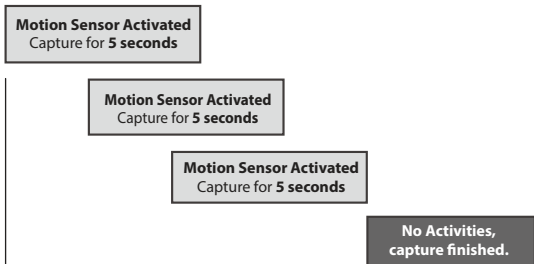 Motion Sensor Activated
Capture for 5 seconds
Motion Sensor Activated
Capture for 5 seconds
Motion Sensor Activated
Capture for 5 seconds
No Activities,
capture finished.